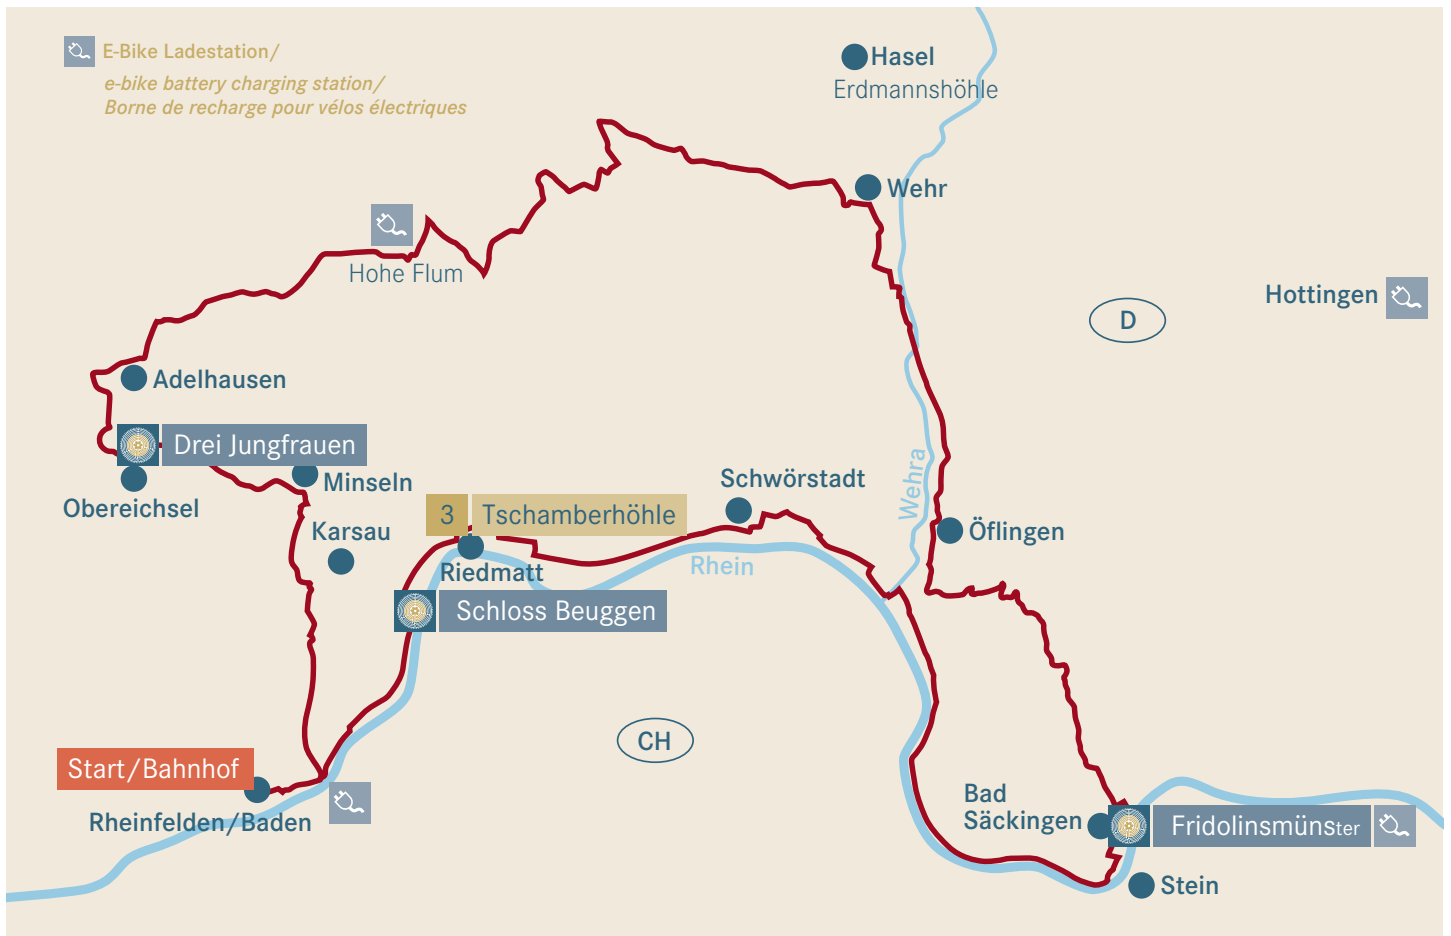 E-Bike Ladestation/
e-bike battery charging station/
Borne de recharge pour vélos électriques
Hasel
Erdmannshöhle
Wehr
Hohe Flum
Hottingen
D
Adelhausen
Drei Jungfrauen
Minseln
Obereichsel
Karsau
3 Tschamberhöhle
Riedmatt
Schwörstadt
Wehra
Öflingen
Rhein
Schloss Beuggen
CH
Start/Bahnhof
Rheinfelden/Baden
Bad
Säckingen
Fridolinsmünster
Stein